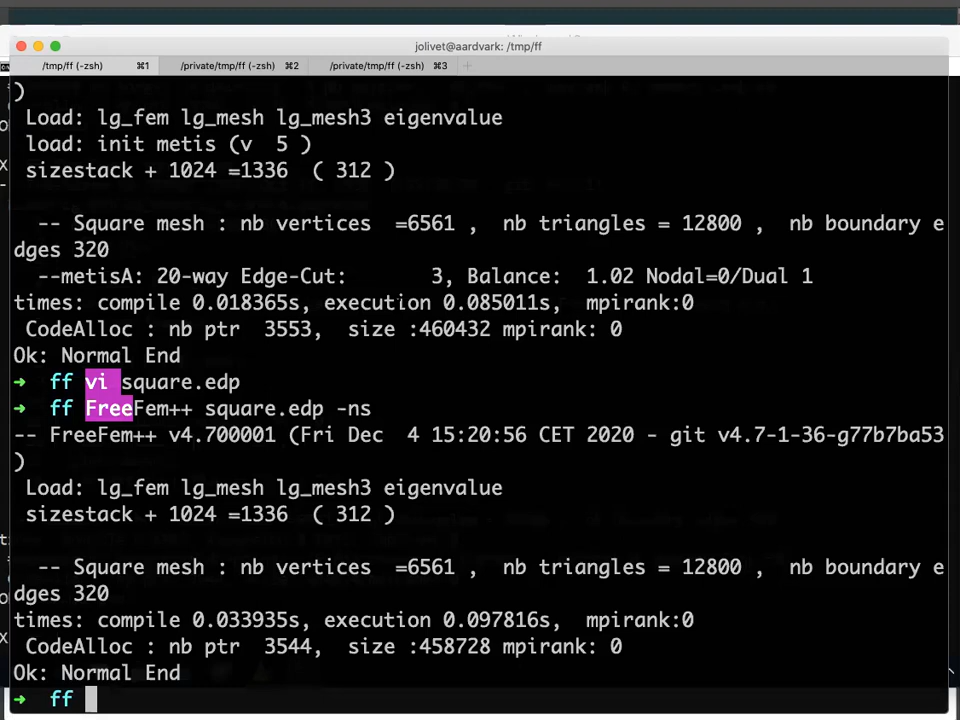 jolivet@aardvark: /tmp/ff
/tmp/ff (-zsh) ⌘1 /private/tmp/ff (-zsh) ⌘2 /private/tmp/ff (-zsh) ⌘3 +
)
Load: lg_fem lg_mesh lg_mesh3 eigenvalue
load: init metis (v  5 )
sizestack + 1024 =1336  ( 312 )
-- Square mesh : nb vertices  =6561 ,  nb triangles = 12800 ,  nb boundary e
dges 320
--metisA: 20-way Edge-Cut:       3, Balance:  1.02 Nodal=0/Dual 1
times: compile 0.018365s, execution 0.085011s,  mpirank:0
CodeAlloc : nb ptr  3553,  size :460432 mpirank: 0
Ok: Normal End
➜  ff vi square.edp
➜  ff FreeFem++ square.edp -ns
-- FreeFem++ v4.700001 (Fri Dec  4 15:20:56 CET 2020 - git v4.7-1-36-g77b7ba53
)
Load: lg_fem lg_mesh lg_mesh3 eigenvalue
sizestack + 1024 =1336  ( 312 )
-- Square mesh : nb vertices  =6561 ,  nb triangles = 12800 ,  nb boundary e
dges 320
times: compile 0.033935s, execution 0.097816s,  mpirank:0
CodeAlloc : nb ptr  3544,  size :458728 mpirank: 0
Ok: Normal End
➜  ff